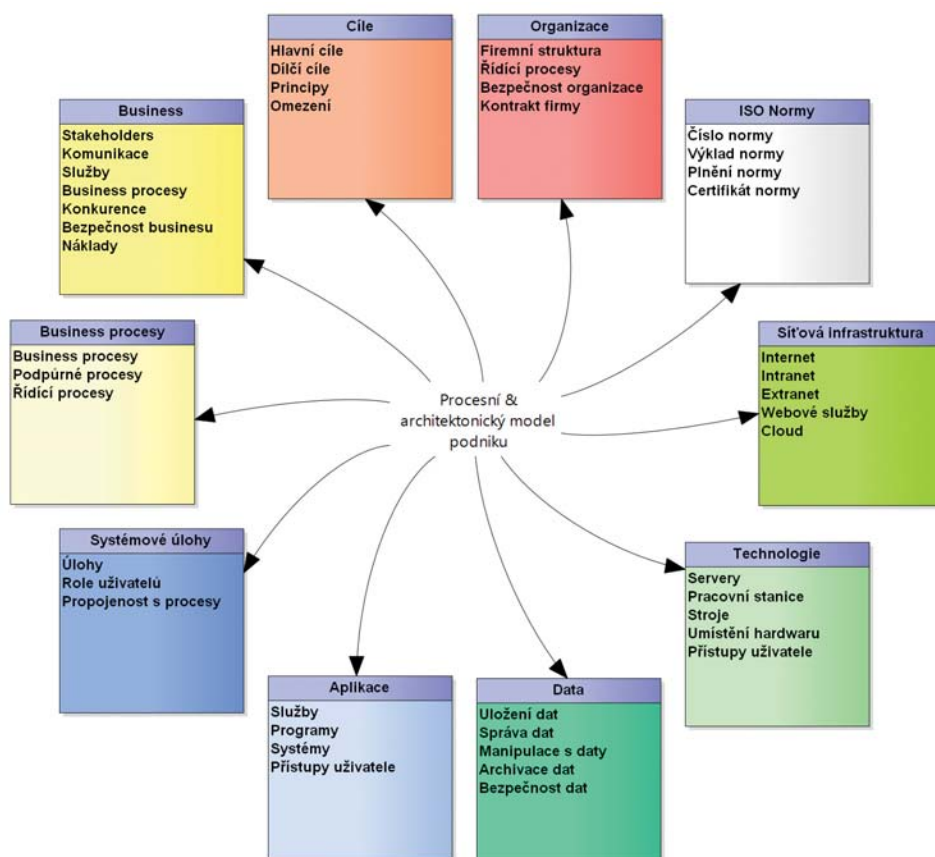 Cíle
Hlavní cíle
Dílčí cíle
Principy
Omezení
Organizace
Firemní struktura
Řídící procesy
Bezpečnost organizace
Kontrakt firmy
Business
Stakeholders
Komunikace
Služby
Business procesy
Konkurence
Bezpečnost businesu
Náklady
ISO Normy
Číslo normy
Výklad normy
Plnění normy
Certifikát normy
Business procesy
Business procesy
Podpúrné procesy
Řídící procesy
Procesní &
architektonický model
podniku
Síťová infrastruktura
Internet
Intranet
Extranet
Webové služby
Cloud
Systémové úlohy
Úlohy
Role uživatelů
Propojenost s procesy
Technologie
Servery
Pracovní stanice
Stroje
Umístění hardwaru
Přístupy uživatele
Aplikace
Služby
Programy
Systémy
Přístupy uživatele
Data
Uložení dat
Správa dat
Manipulace s daty
Archivace dat
Bezpečnost dat